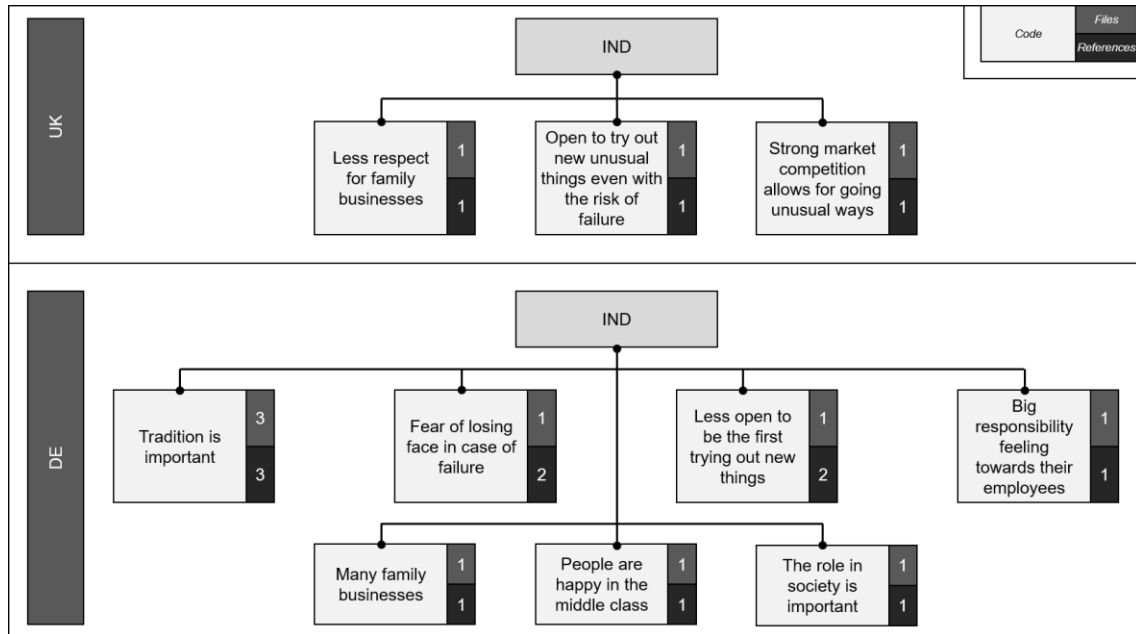 Code
Files
References
UK
IND
Less respect
for family
businesses
1
1
Open to try out
new unusual
things even with
the risk of
failure
1
1
Strong market
competition
allows for going
unusual ways
1
1
DE
IND
Tradition is
important
3
3
Fear of losing
face in case of
failure
1
2
Less open to
be the first
trying out new
things
1
2
Big
responsibility
feeling
towards their
employees
1
1
Many family
businesses
1
1
People are
happy in the
middle class
1
1
The role in
society is
important
1
1